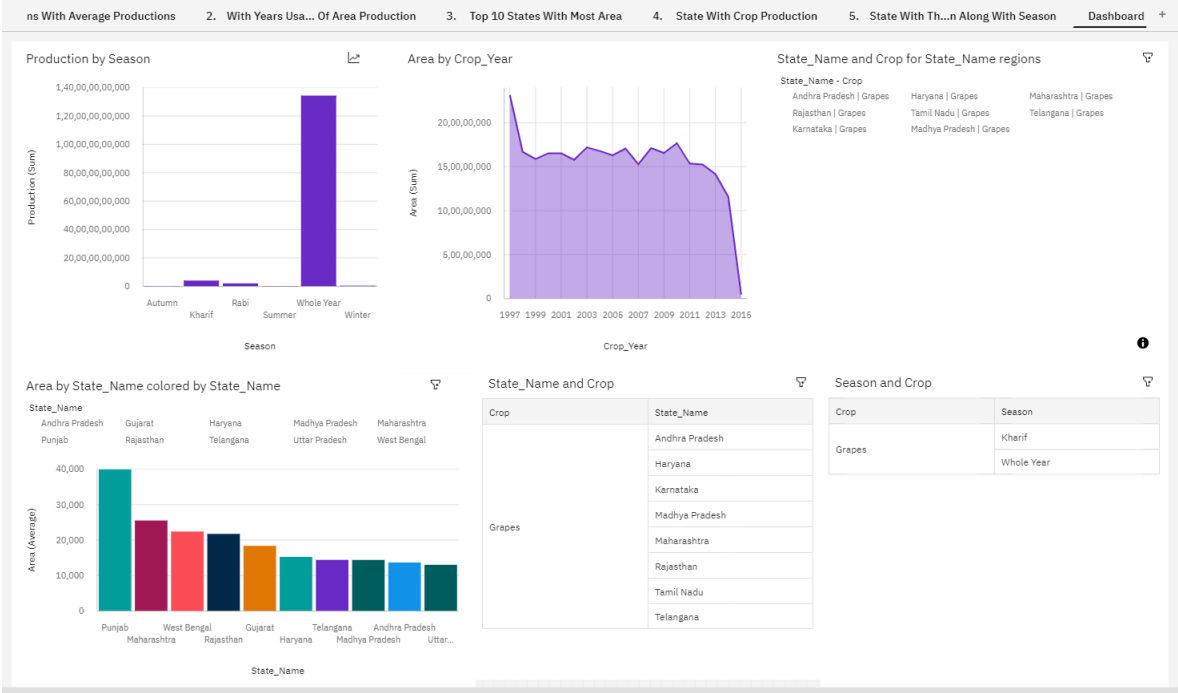 ns With Average Productions 2. With Years Usa... Of Area Production 3. Top 10 States With Most Area 4. State With Crop Production 5. State With Th...n Along With Season Dashboard +
Production by Season
1,40,00,00,00,000
1,20,00,00,00,000
1,00,00,00,00,000
80,00,00,00,000
60,00,00,00,000
40,00,00,00,000
20,00,00,00,000
0
Production (Sum)
Autumn Rabi Whole Year
Kharif Summer Winter
Season
Area by Crop_Year
20,00,00,000
15,00,00,000
10,00,00,000
5,00,00,000
0
Area (Sum)
1997 1999 2001 2003 2005 2007 2009 2011 2013 2015
Crop_Year
State_Name and Crop for State_Name regions
State_Name - Crop
Andhra Pradesh | Grapes Haryana | Grapes Maharashtra | Grapes
Rajasthan | Grapes Tamil Nadu | Grapes Telangana | Grapes
Karnataka | Grapes Madhya Pradesh | Grapes
Area by State_Name colored by State_Name
State_Name
Andhra Pradesh Gujarat Haryana Madhya Pradesh Maharashtra
Punjab Rajasthan Telangana Uttar Pradesh West Bengal
40,000
30,000
20,000
10,000
0
Area (Average)
Punjab West Bengal Gujarat Telangana Andhra Pradesh
Maharashtra Rajasthan Haryana Madhya Pradesh Uttar...
State_Name
State_Name and Crop
Crop State_Name
Grapes
Andhra Pradesh
Haryana
Karnataka
Madhya Pradesh
Maharashtra
Rajasthan
Tamil Nadu
Telangana
Season and Crop
Crop Season
Grapes
Kharif
Whole Year